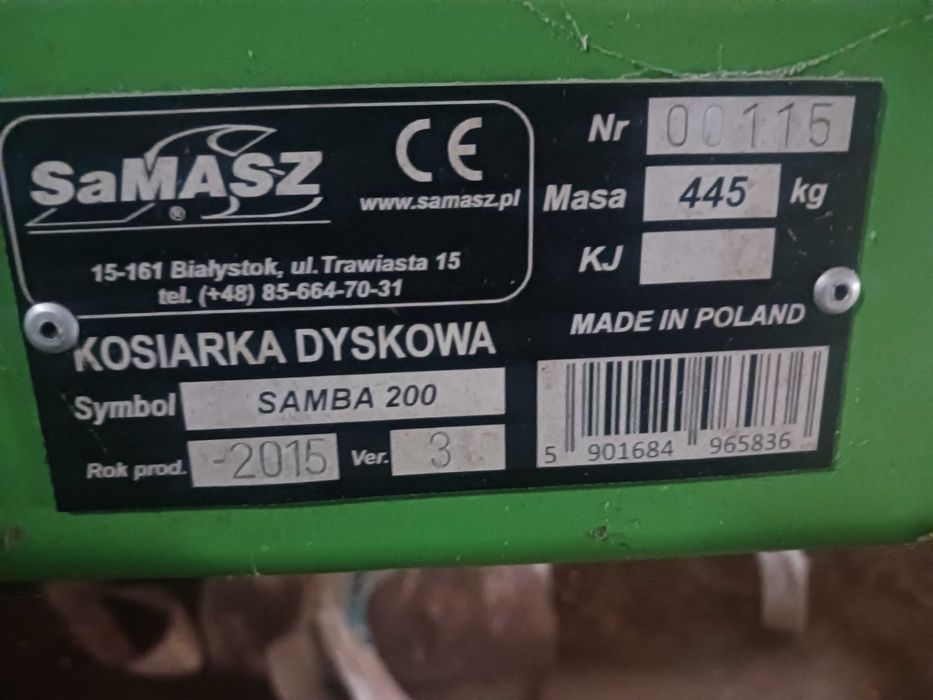 SaMASZ
®
CE
www.samasz.pl
15-161 Białystok, ul. Trawiasta 15
tel. (+48) 85-664-70-31
Nr 00115
Masa 445 kg
KJ
MADE IN POLAND
KOSIARKA DYSKOWA
Symbol SAMBA 200
Rok prod. -2015 Ver. 3
5 901684 965836